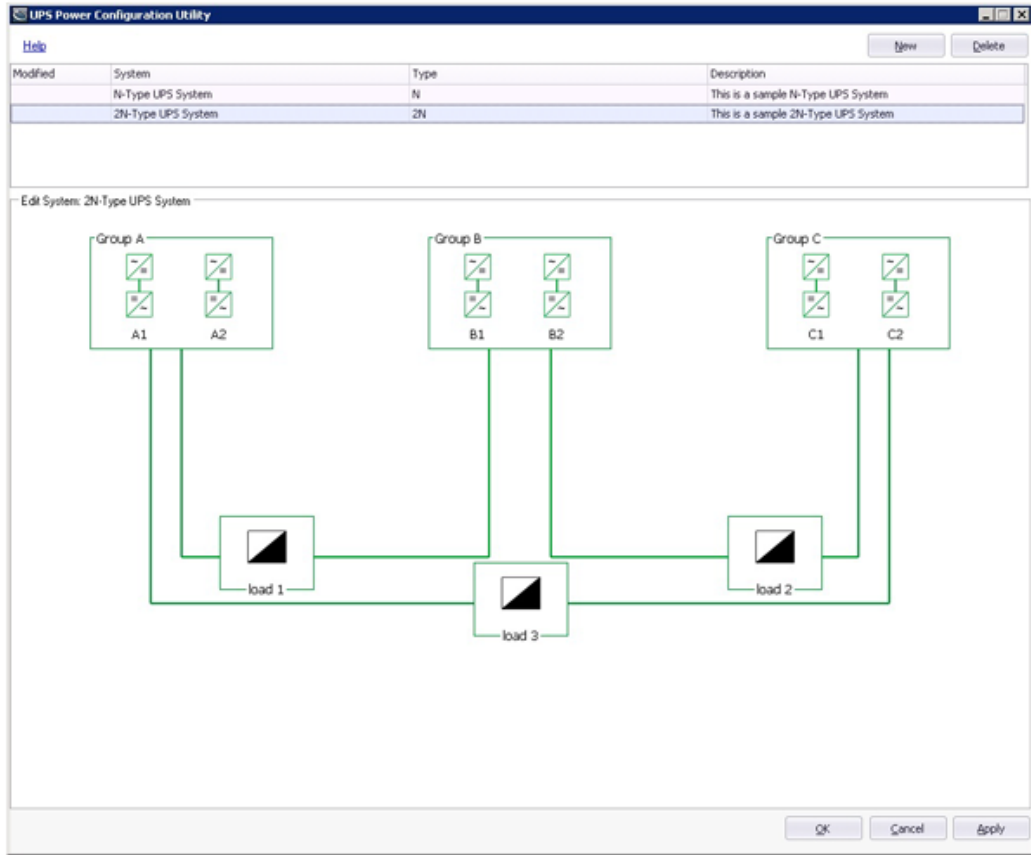 UPS Power Configuration Utility
Help New Delete
Modified System Type Description
N-Type UPS System N This is a sample N-Type UPS System
2N-Type UPS System 2N This is a sample 2N-Type UPS System
Edit System: 2N-Type UPS System
Group A Group B Group C
A1 A2 B1 B2 C1 C2
load 1 load 2
load 3
OK Cancel Apply